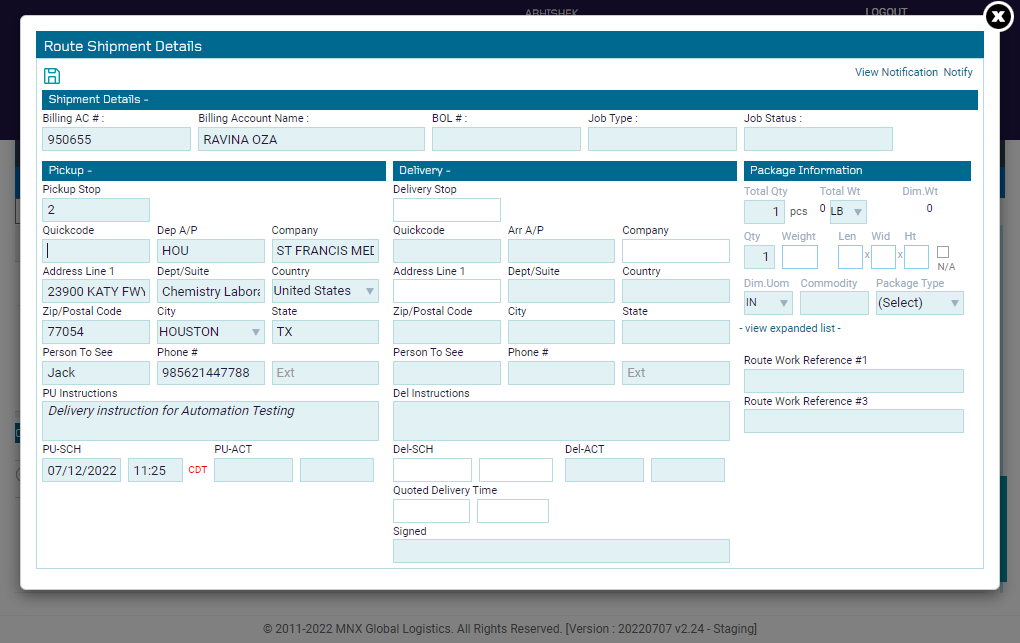 ABHISHEK
LOGOUT
X
Route Shipment Details
View Notification Notify
Shipment Details -
Billing AC # : Billing Account Name : BOL # : Job Type : Job Status :
950655 RAVINA OZA
Pickup - Delivery - Package Information
Pickup Stop Delivery Stop Total Qty Total Wt Dim.Wt
2 1 pcs 0 LB 0
Quickcode Dep A/P Company Quickcode Arr A/P Company Qty Weight Len Wid Ht
HOU ST FRANCIS MED 1 x x N/A
Address Line 1 Dept/Suite Country Address Line 1 Dept/Suite Country Dim.Uom Commodity Package Type
23900 KATY FWY Chemistry Labora United States IN (Select)
Zip/Postal Code City State Zip/Postal Code City State
77054 HOUSTON TX - view expanded list -
Person To See Phone # Person To See Phone # Route Work Reference #1
Jack 985621447788 Ext Ext
PU Instructions Del Instructions Route Work Reference #3
Delivery instruction for Automation Testing
PU-SCH PU-ACT Del-SCH Del-ACT
07/12/2022 11:25 CDT
Quoted Delivery Time
Signed
© 2011-2022 MNX Global Logistics. All Rights Reserved. [Version : 20220707 v2.24 - Staging]